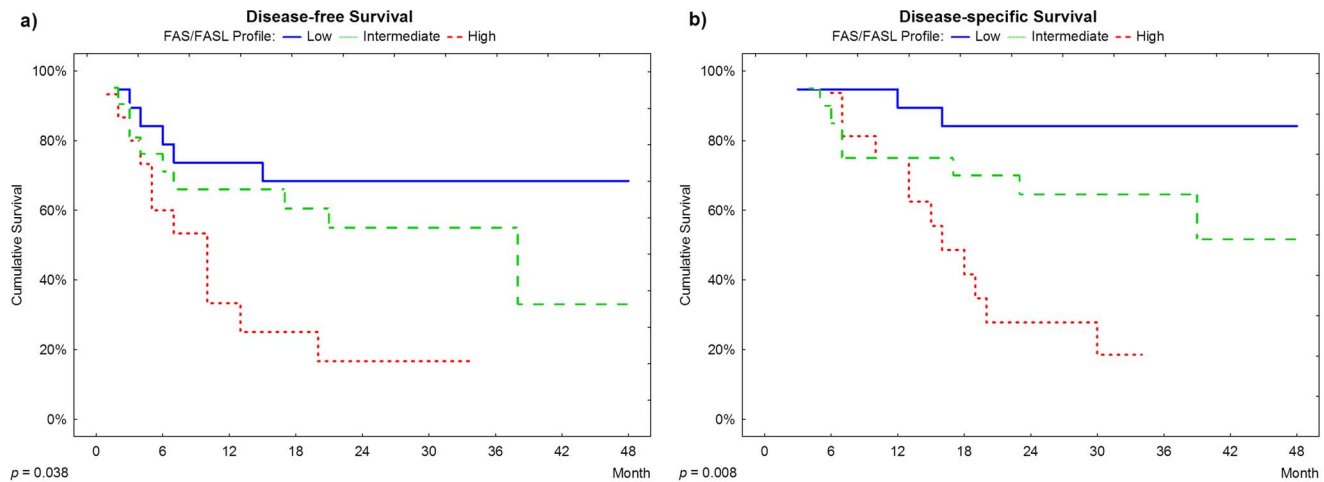 a)
Disease-free Survival
FAS/FASL Profile: Low Intermediate High
100%
80%
60%
40%
20%
0%
Cumulative Survival
0 6 12 18 24 30 36 42 48
p = 0.038
Month
b)
Disease-specific Survival
FAS/FASL Profile: Low Intermediate High
100%
80%
60%
40%
20%
0%
Cumulative Survival
0 6 12 18 24 30 36 42 48
p = 0.008
Month